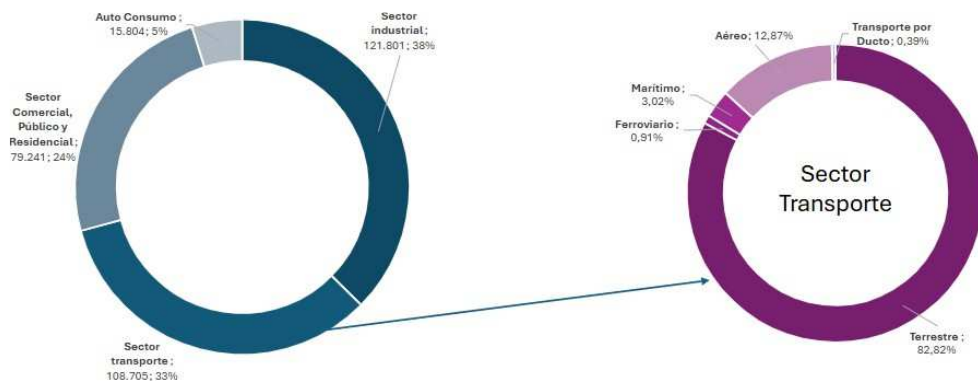 Auto Consumo ;
15.804; 5%
Sector
industrial ;
121.801; 38%
Sector
Comercial,
Público y
Residencial ;
79.241; 24%
Sector
transporte ;
108.705; 33%
Aéreo ; 12,87%
Transporte por
Ducto ; 0,39%
Marítimo ;
3,02%
Ferroviario ;
0,91%
Sector
Transporte
Terrestre ;
82,82%